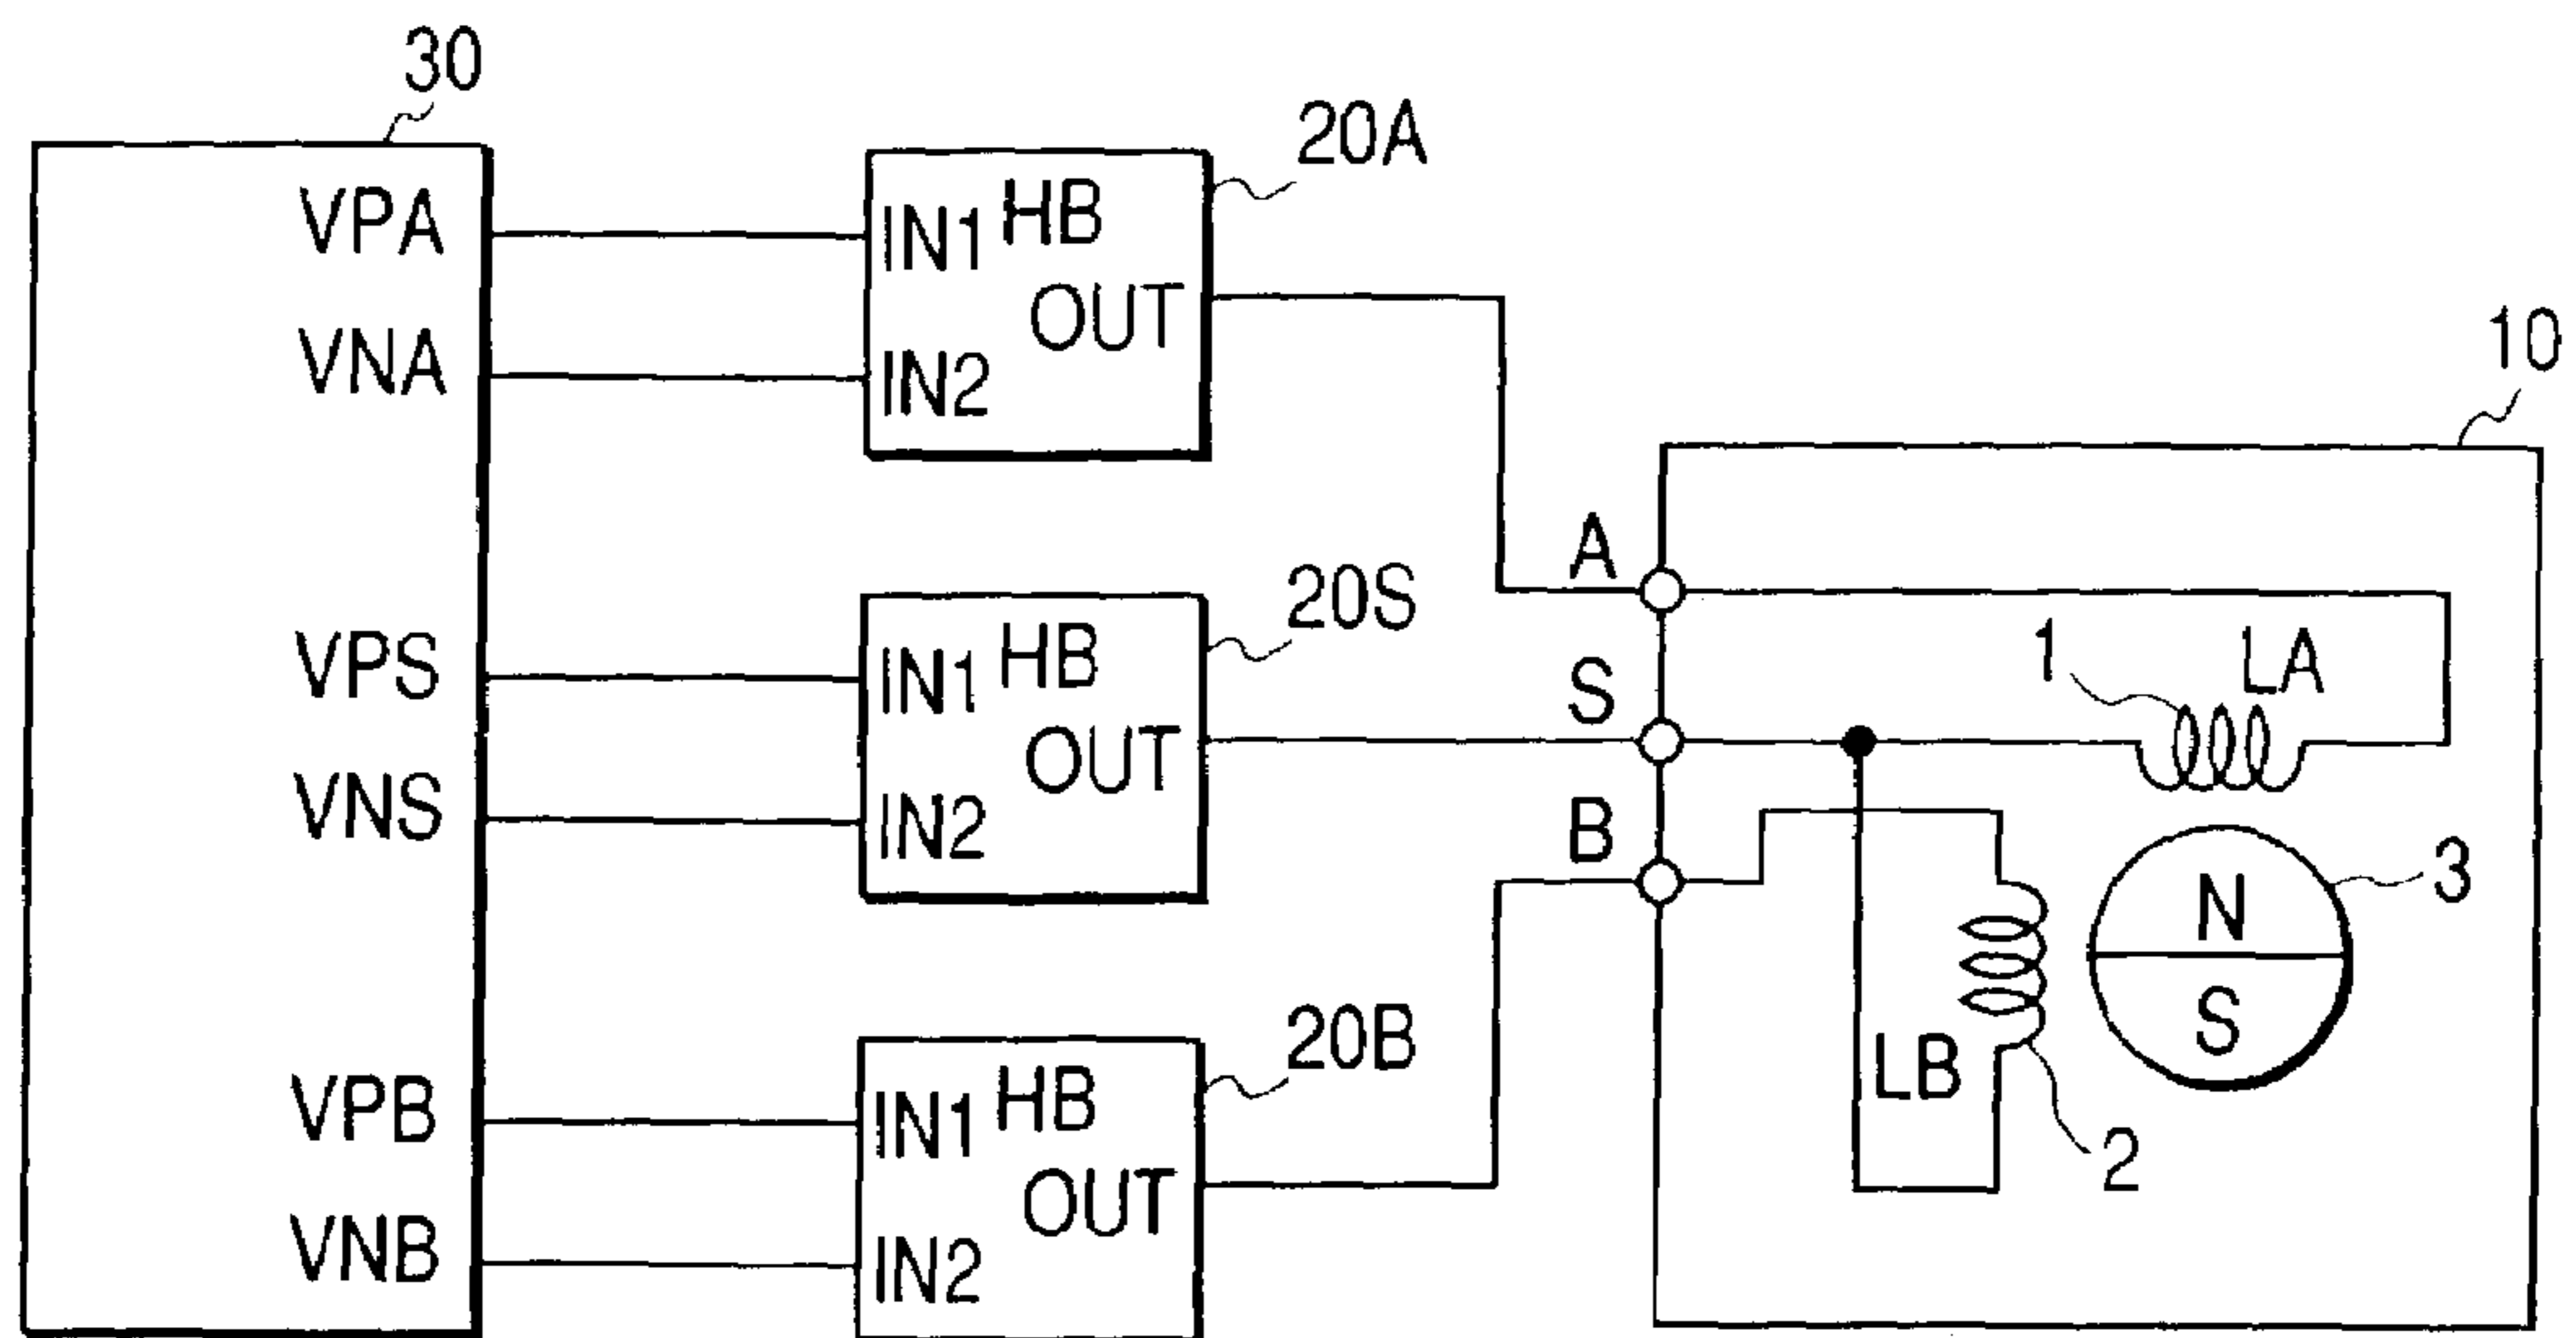 30
VPA
VNA
VPS
VNS
VPB
VNB
20A
IN1 HB
OUT
IN2
20S
IN1 HB
OUT
IN2
20B
IN1 HB
OUT
IN2
10
A
S
B
1
LA
LB
2
3
N
S